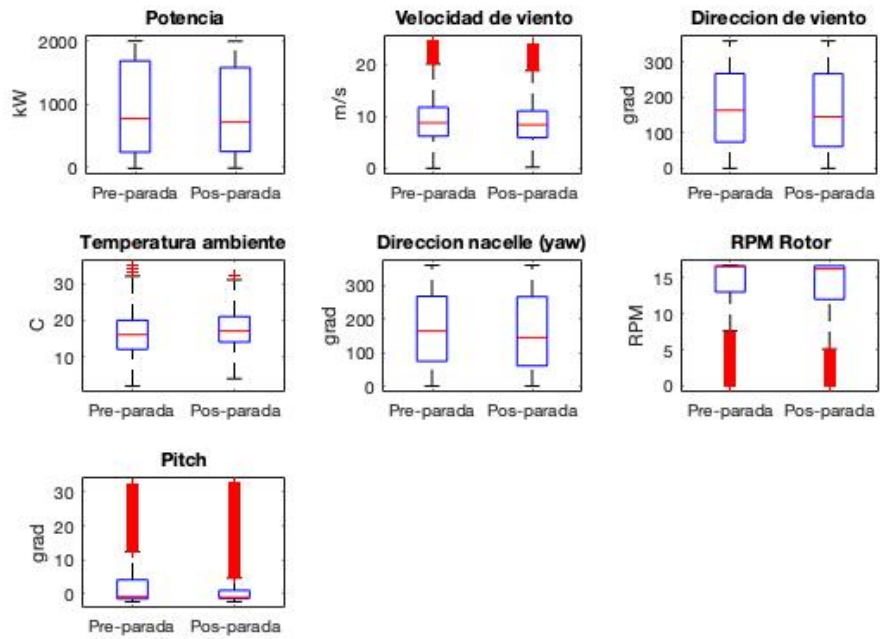 Potencia
2000
1000
0
kW
Pre-parada Pos-parada
Velocidad de viento
20
10
0
m/s
Pre-parada Pos-parada
Direccion de viento
300
200
100
0
grad
Pre-parada Pos-parada
Temperatura ambiente
30
20
10
C
Pre-parada Pos-parada
Direccion nacelle (yaw)
300
200
100
0
grad
Pre-parada Pos-parada
RPM Rotor
15
10
5
0
RPM
Pre-parada Pos-parada
Pitch
30
20
10
0
grad
Pre-parada Pos-parada